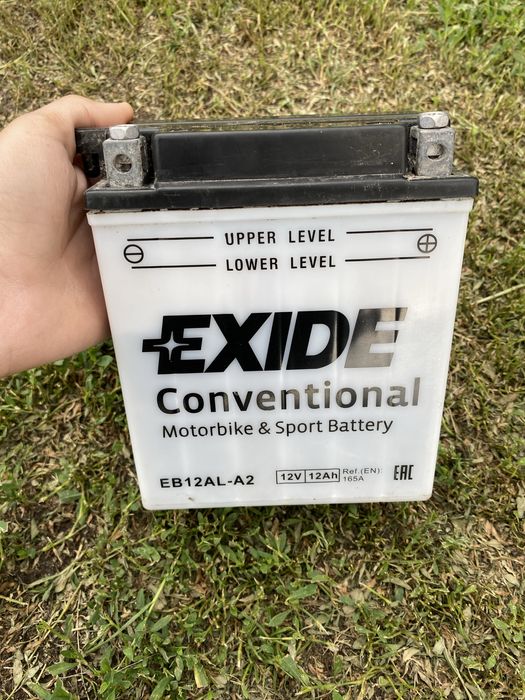 UPPER LEVEL
⊖ ⊕
LOWER LEVEL
EXIDE
Conventional
Motorbike & Sport Battery
EB12AL-A2 12V 12Ah Ref.(EN): 165A EAC